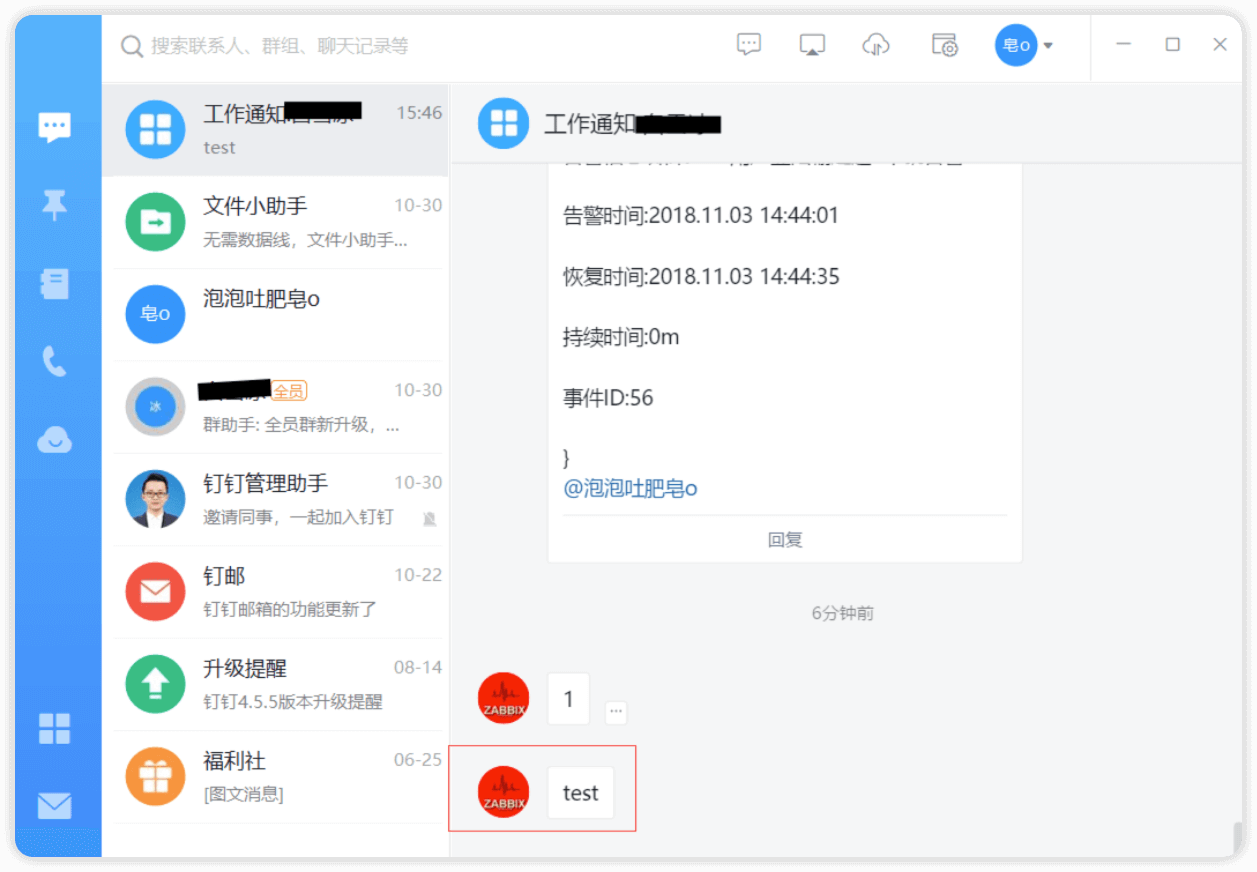 搜索联系人、群组、聊天记录等
皂o
工作通知
15:46
test
文件小助手
10-30
无需数据线，文件小助手...
皂o
泡泡吐肥皂o
冰
全员
10-30
群助手: 全员群新升级，...
钉钉管理助手
10-30
邀请同事，一起加入钉钉
钉邮
10-22
钉钉邮箱的功能更新了
升级提醒
08-14
钉钉4.5.5版本升级提醒
福利社
06-25
[图文消息]
工作通知
告警时间:2018.11.03 14:44:01
恢复时间:2018.11.03 14:44:35
持续时间:0m
事件ID:56
}
@泡泡吐肥皂o
回复
6分钟前
ZABBIX
1
ZABBIX
test